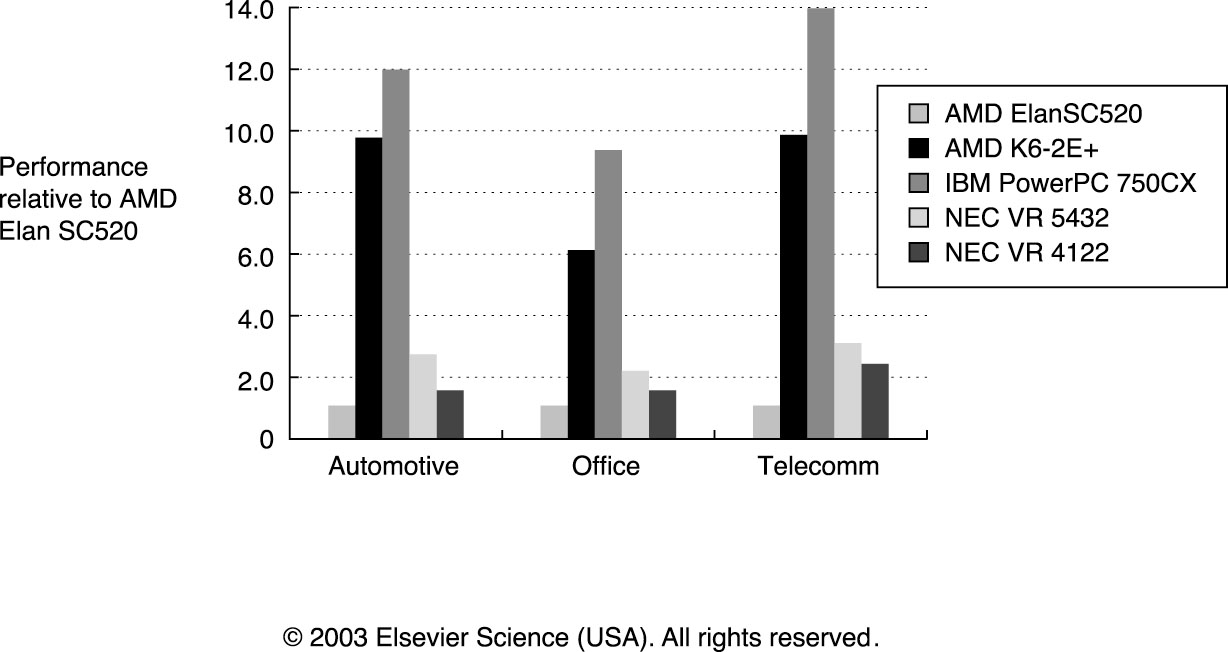 14.0
12.0
10.0
8.0
6.0
4.0
2.0
0
Performance
relative to AMD
Elan SC520
Automotive
Office
Telecomm
AMD ElanSC520
AMD K6-2E+
IBM PowerPC 750CX
NEC VR 5432
NEC VR 4122
© 2003 Elsevier Science (USA). All rights reserved.